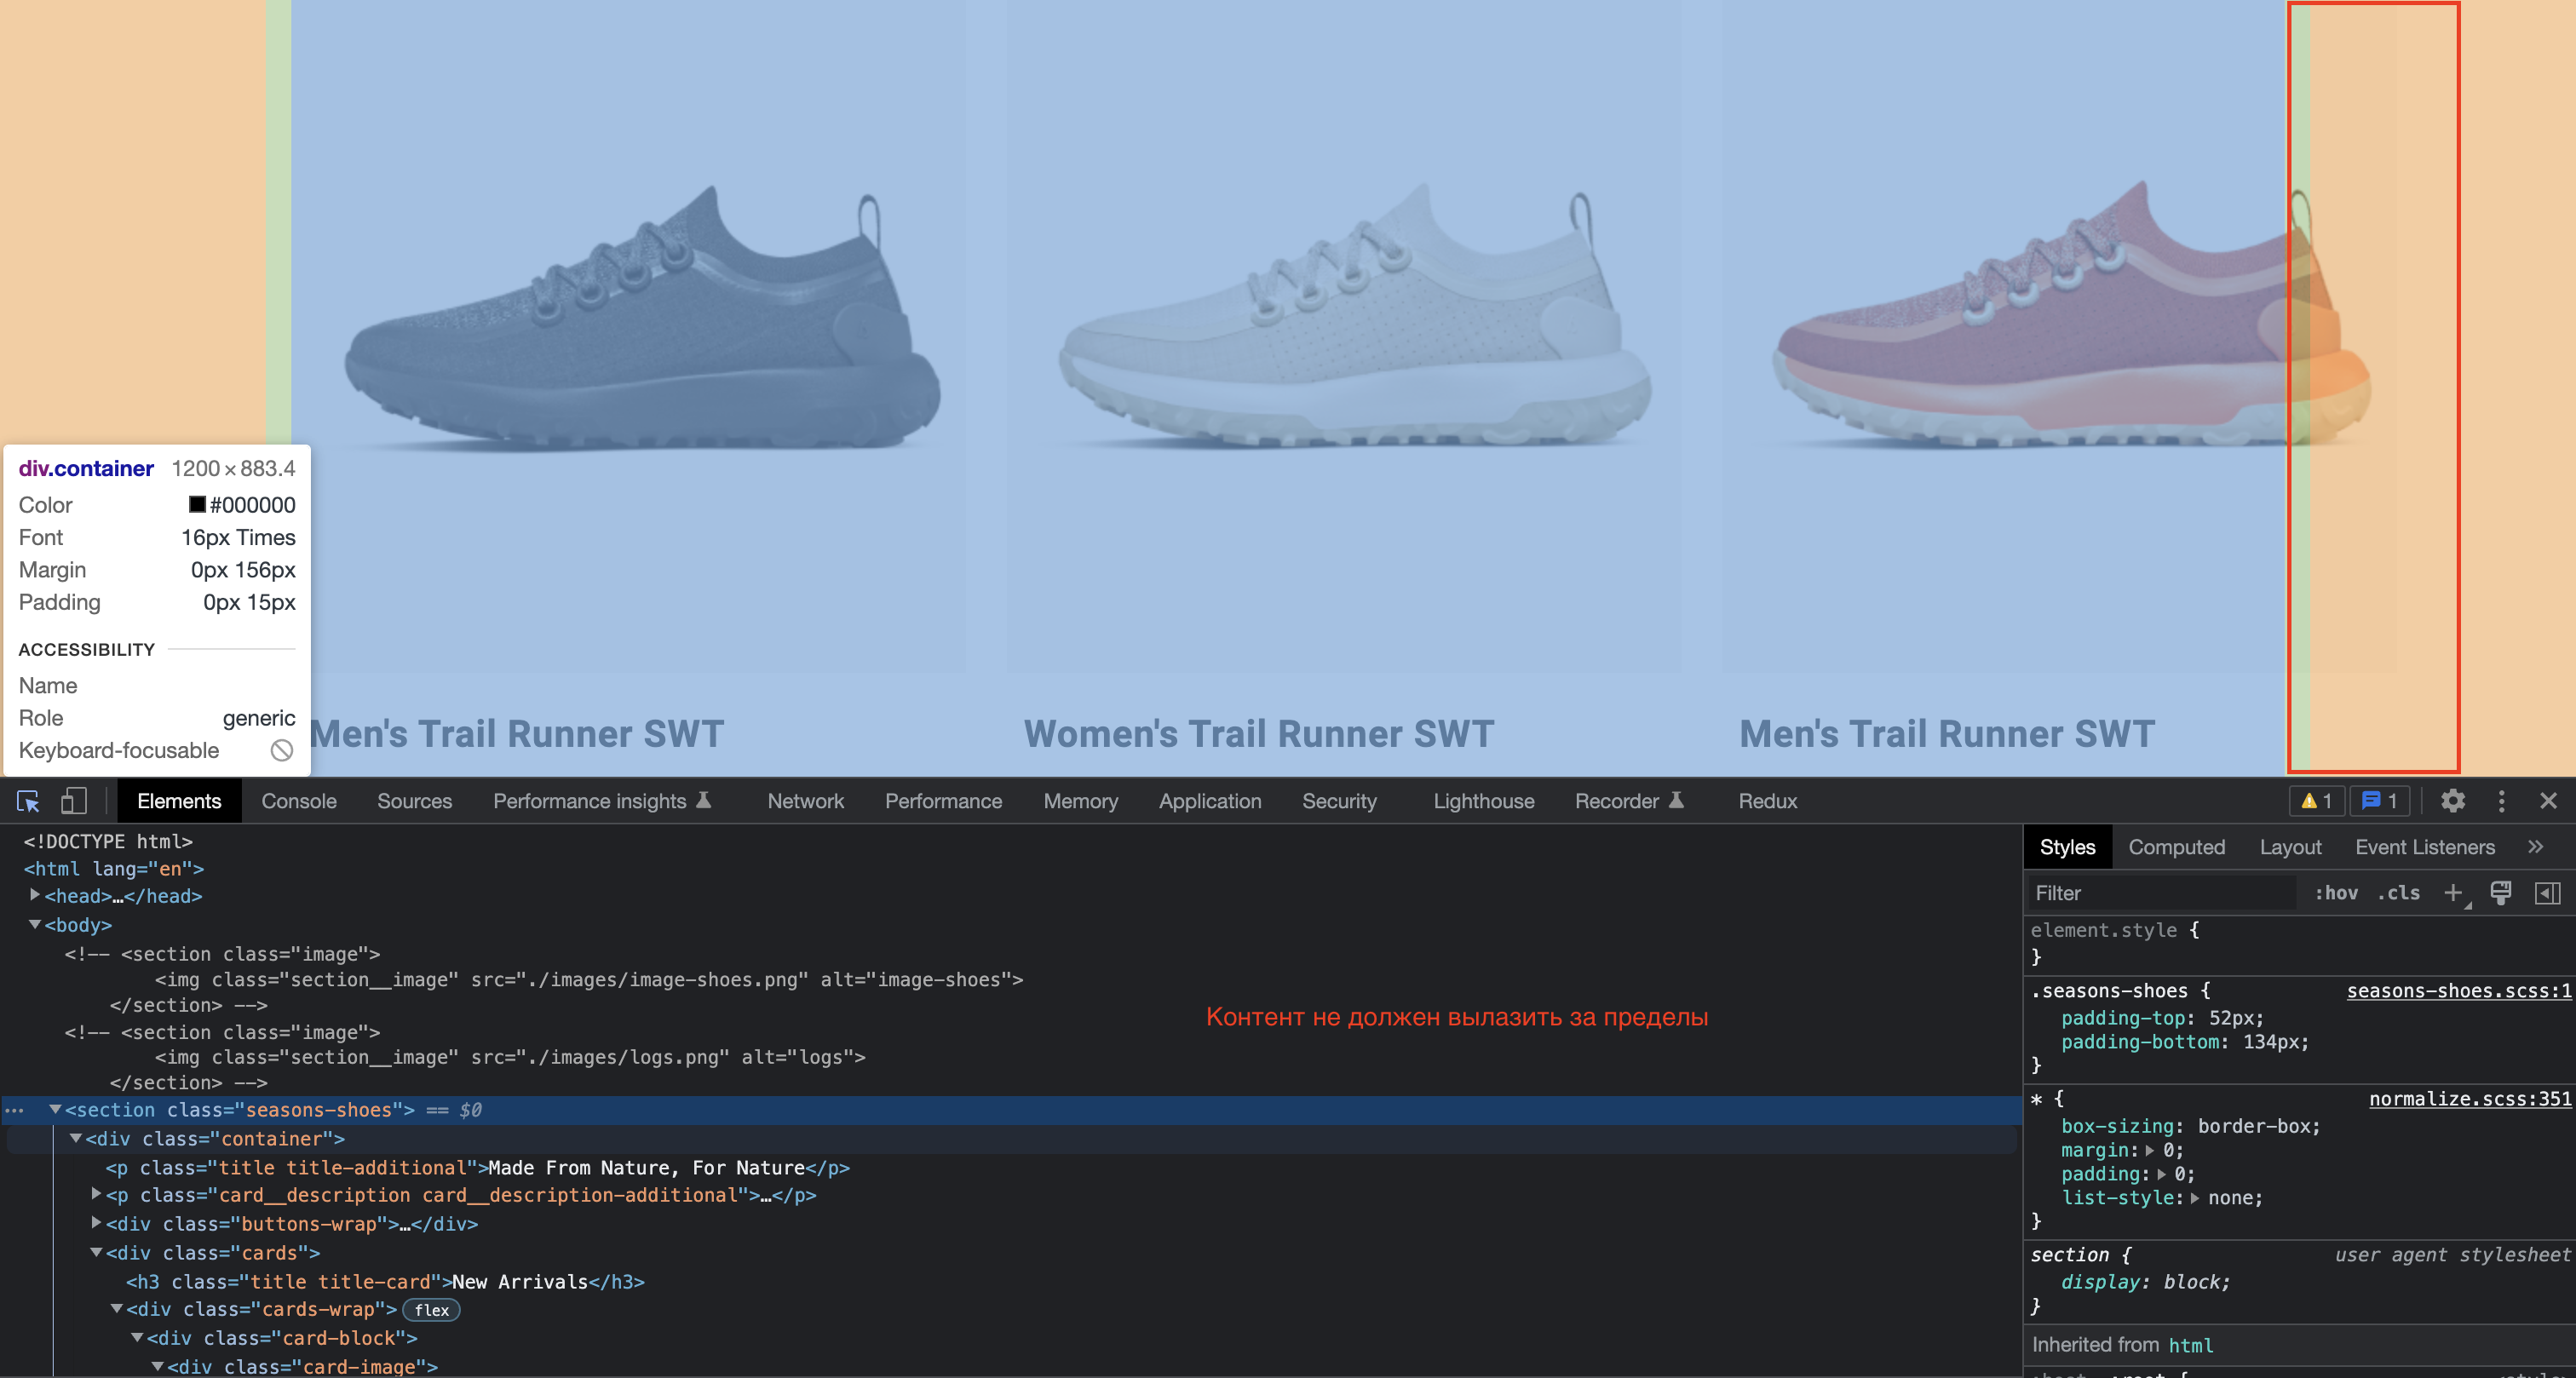 div.container 1200 × 883.4
Color #000000
Font 16px Times
Margin 0px 156px
Padding 0px 15px
ACCESSIBILITY
Name
Role generic
Keyboard-focusable
Men's Trail Runner SWT
Women's Trail Runner SWT
Men's Trail Runner SWT
Elements Console Sources Performance insights Network Performance Memory Application Security Lighthouse Recorder Redux 1 1
<!DOCTYPE html>
<html lang="en">
<head>…</head>
<body>
<!-- <section class="image">
<img class="section__image" src="./images/image-shoes.png" alt="image-shoes">
</section> -->
<!-- <section class="image">
<img class="section__image" src="./images/logs.png" alt="logs">
</section> -->
<section class="seasons-shoes"> == $0
<div class="container">
<p class="title title-additional">Made From Nature, For Nature</p>
<p class="card__description card__description-additional">…</p>
<div class="buttons-wrap">…</div>
<div class="cards">
<h3 class="title title-card">New Arrivals</h3>
<div class="cards-wrap"> flex
<div class="card-block">
<div class="card-image">
Контент не должен вылазить за пределы
Styles Computed Layout Event Listeners »
Filter :hov .cls +
element.style {
}
.seasons-shoes { seasons-shoes.scss:1
padding-top: 52px;
padding-bottom: 134px;
}
* { normalize.scss:351
box-sizing: border-box;
margin: 0;
padding: 0;
list-style: none;
}
section { user agent stylesheet
display: block;
}
Inherited from html